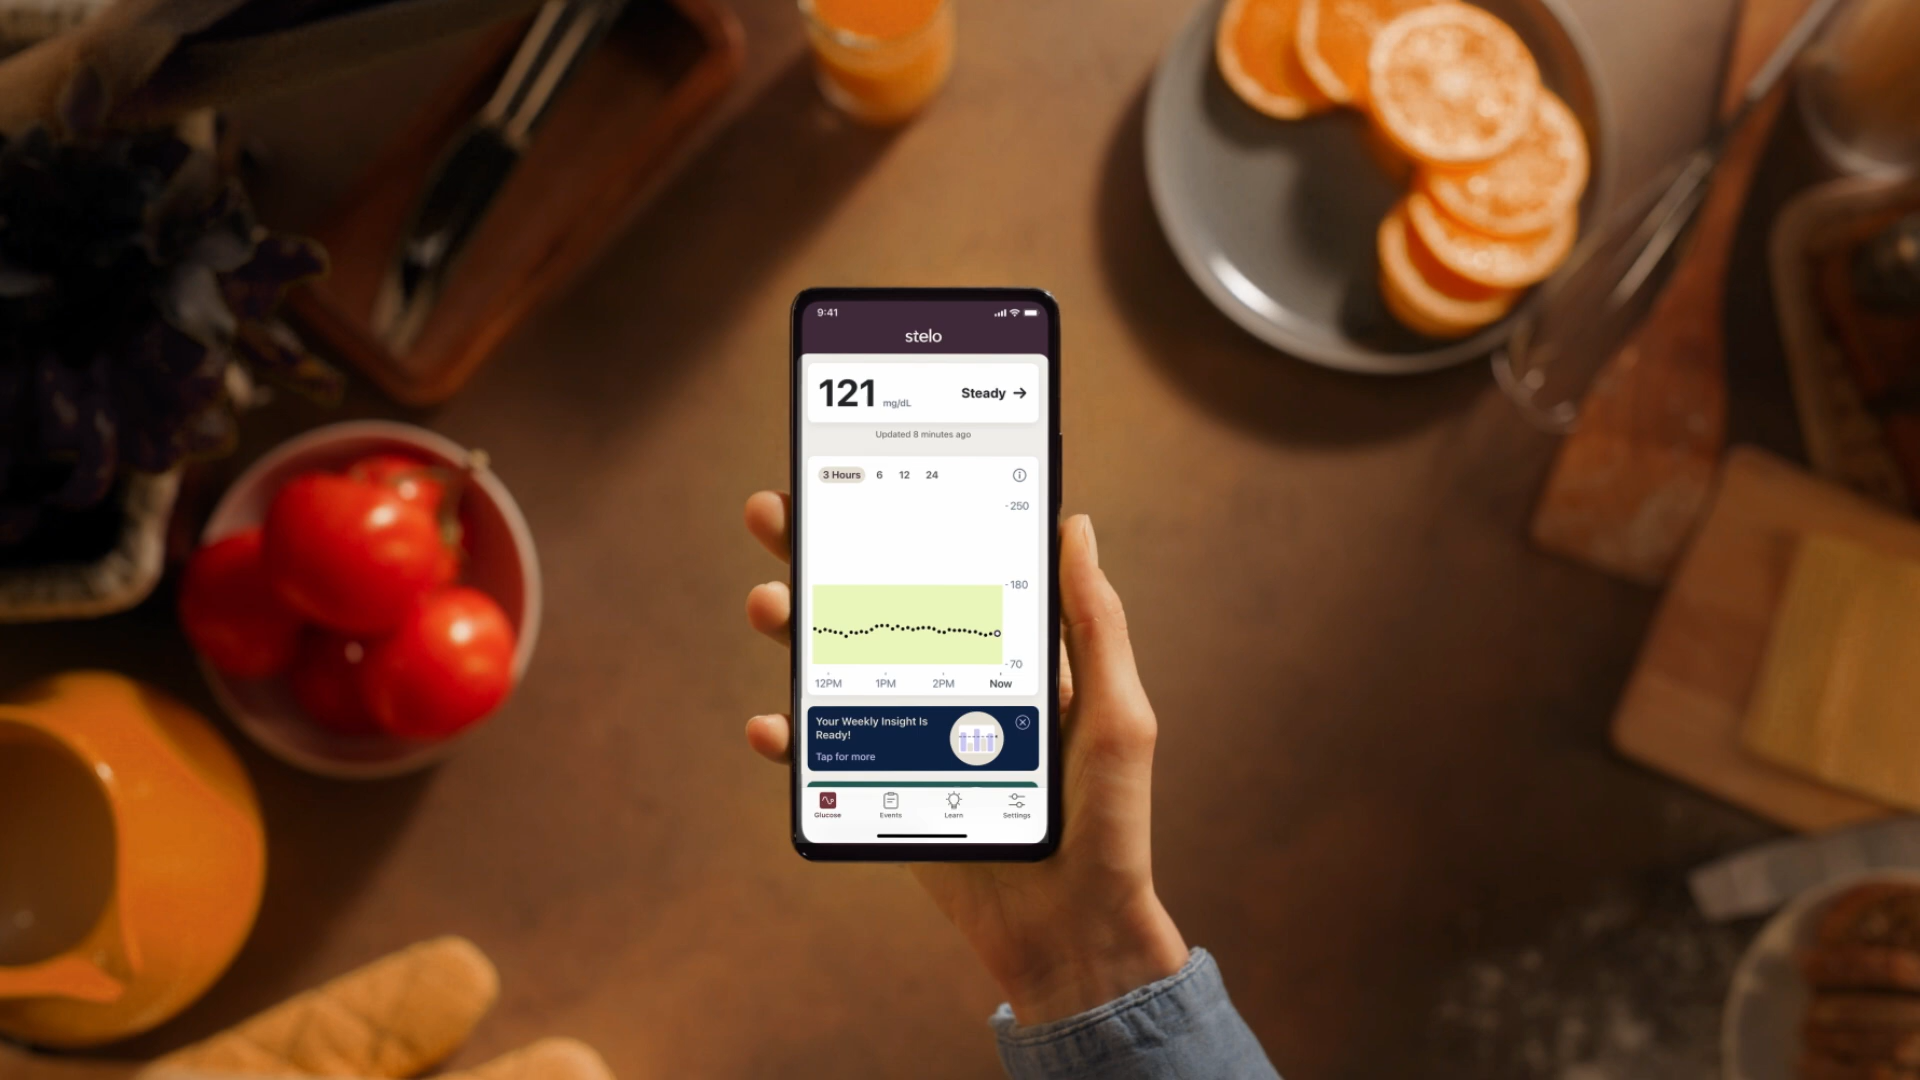 9:41
stelo
121 mg/dL Steady →
Updated 8 minutes ago
3 Hours 6 12 24
250
180
70
12PM 1PM 2PM Now
Your Weekly Insight Is
Ready!
Tap for more
Glucose Events Learn Settings